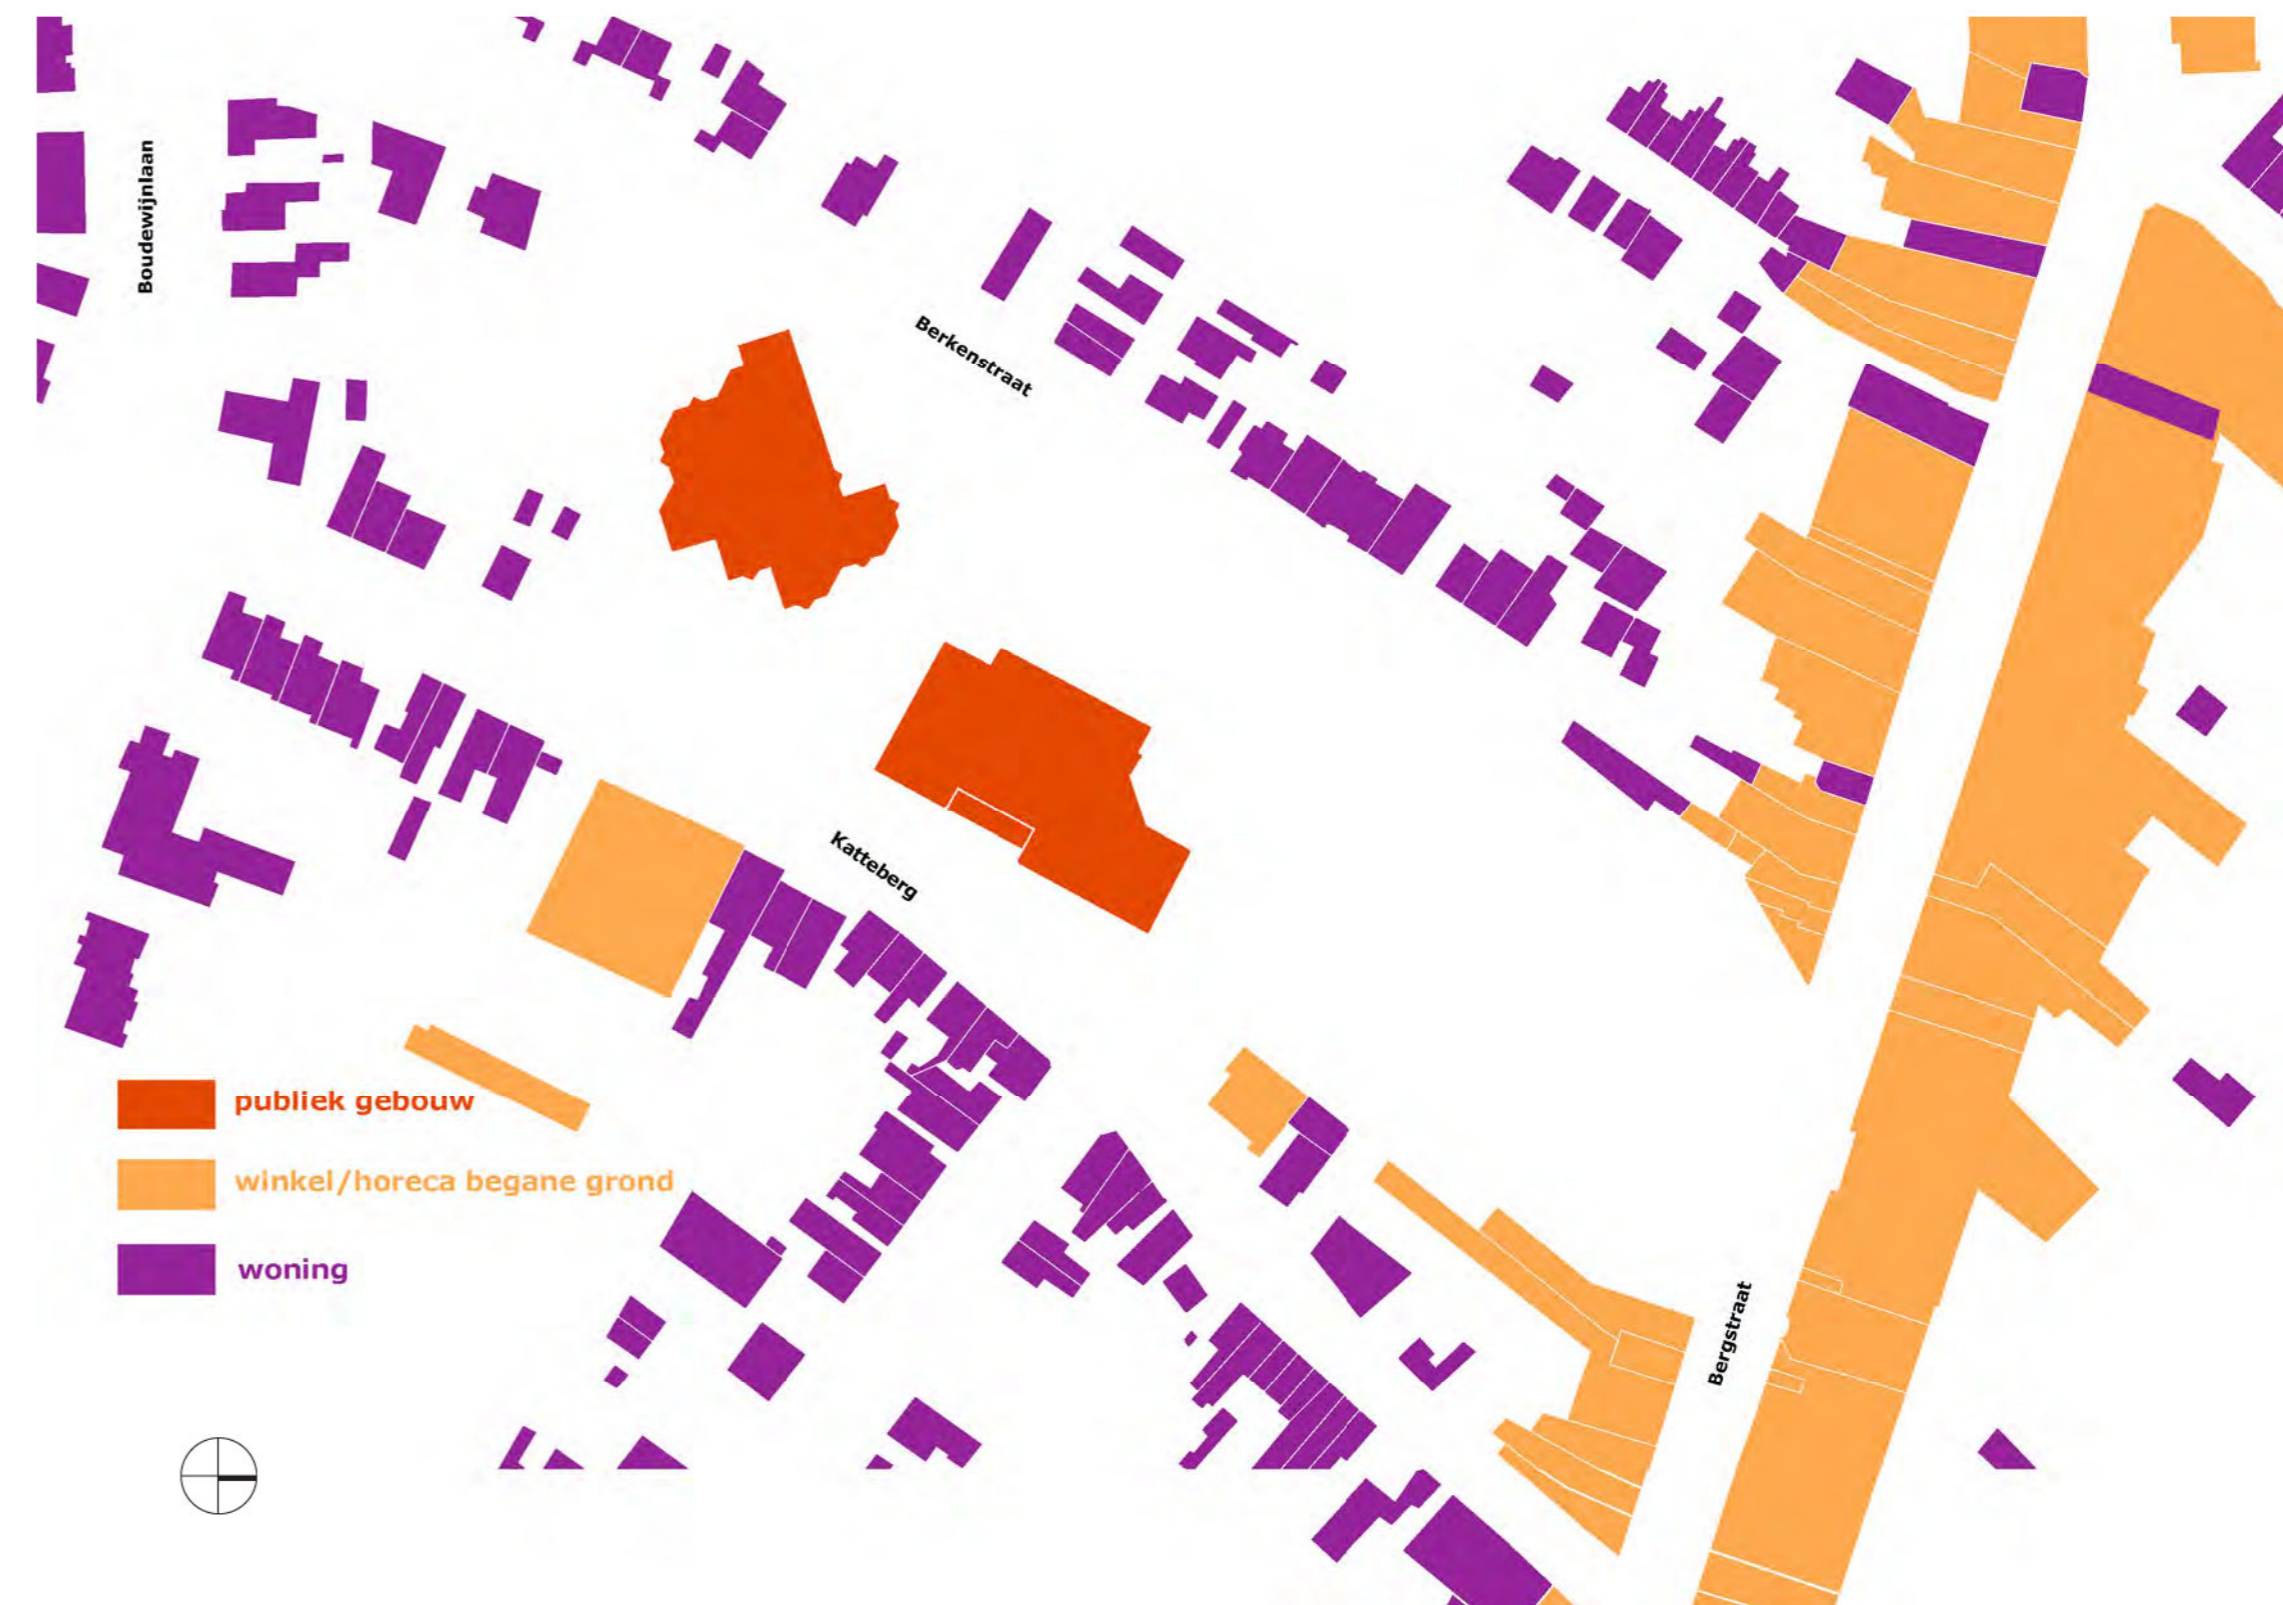 Boudewijnlaan
Berkenstraat
Katteberg
publiek gebouw
winkel/horeca begane grond
woning
Bergstraat